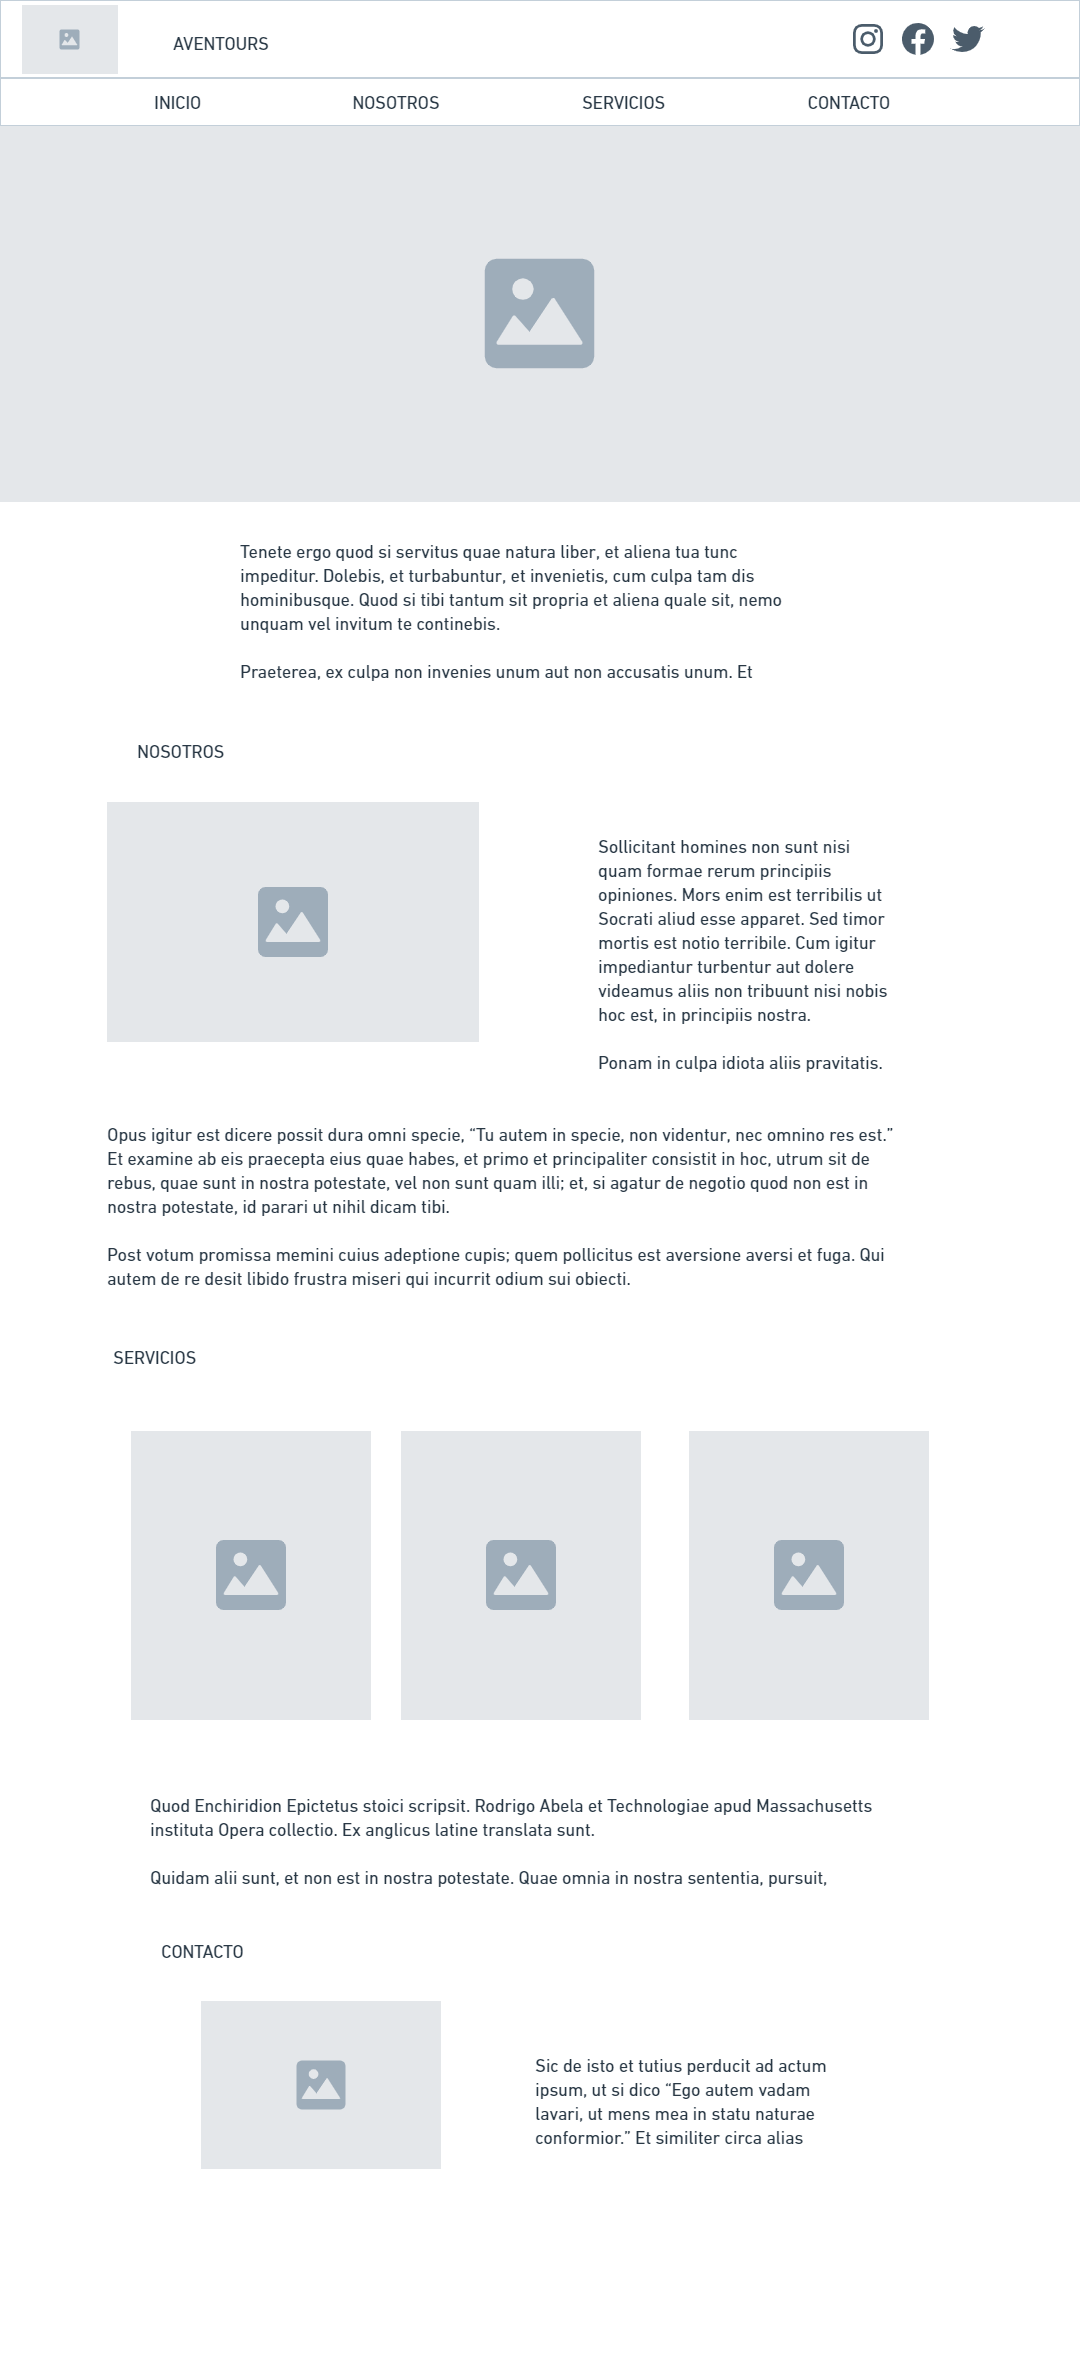 AVENTOURS
INICIO NOSOTROS SERVICIOS CONTACTO
Tenete ergo quod si servitus quae natura liber, et aliena tua tunc
impeditur. Dolebis, et turbabuntur, et invenietis, cum culpa tam dis
hominibusque. Quod si tibi tantum sit propria et aliena quale sit, nemo
unquam vel invitum te continebis.
Praeterea, ex culpa non invenies unum aut non accusatis unum. Et
NOSOTROS
Sollicitant homines non sunt nisi
quam formae rerum principiis
opiniones. Mors enim est terribilis ut
Socrati aliud esse apparet. Sed timor
mortis est notio terribile. Cum igitur
impediantur turbentur aut dolere
videamus aliis non tribuunt nisi nobis
hoc est, in principiis nostra.
Ponam in culpa idiota aliis pravitatis.
Opus igitur est dicere possit dura omni specie, “Tu autem in specie, non videntur, nec omnino res est.”
Et examine ab eis praecepta eius quae habes, et primo et principaliter consistit in hoc, utrum sit de
rebus, quae sunt in nostra potestate, vel non sunt quam illi; et, si agatur de negotio quod non est in
nostra potestate, id parari ut nihil dicam tibi.
Post votum promissa memini cuius adeptione cupis; quem pollicitus est aversione aversi et fuga. Qui
autem de re desit libido frustra miseri qui incurrit odium sui obiecti.
SERVICIOS
Quod Enchiridion Epictetus stoici scripsit. Rodrigo Abela et Technologiae apud Massachusetts
instituta Opera collectio. Ex anglicus latine translata sunt.
Quidam alii sunt, et non est in nostra potestate. Quae omnia in nostra sententia, pursuit,
CONTACTO
Sic de isto et tutius perducit ad actum
ipsum, ut si dico “Ego autem vadam
lavari, ut mens mea in statu naturae
conformior.” Et similiter circa alias